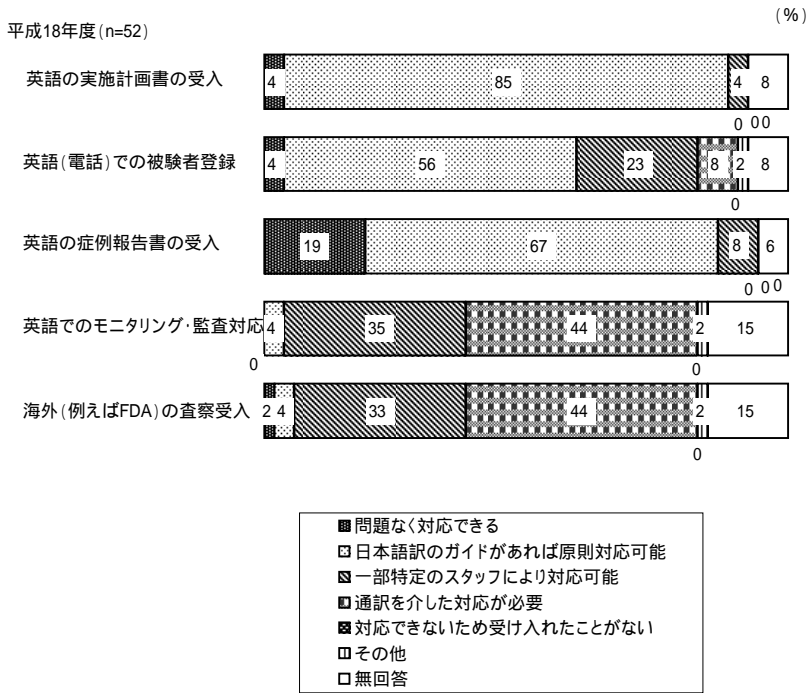 (%)
平成18年度(n=52)
英語の実施計画書の受入
4 85 4 8
0 0 0
英語(電話)での被験者登録
4 56 23 8 2 8
0
英語の症例報告書の受入
19 67 8 6
0 0 0
英語でのモニタリング・監査対応
4 35 44 2 15
0 0
海外(例えばFDA)の査察受入
2 4 33 44 2 15
0
問題なく対応できる
日本語訳のガイドがあれば原則対応可能
一部特定のスタッフにより対応可能
通訳を介した対応が必要
対応できないため受け入れたことがない
その他
無回答